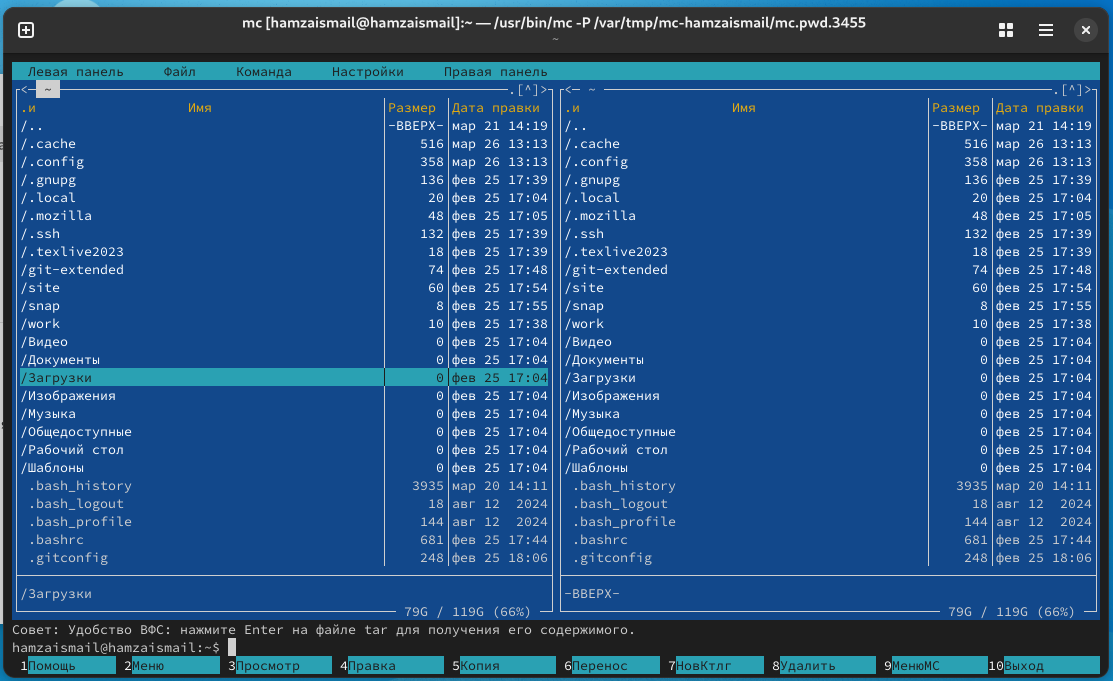 mc [hamzaismail@hamzaismail]:~ — /usr/bin/mc -P /var/tmp/mc-hamzaismail/mc.pwd.3455
~
Левая панель Файл Команда Настройки Правая панель
<─ ~ .[^]> <─ ~ .[^]>
.и Имя Размер Дата правки .и Имя Размер Дата правки
/.. -ВВЕРХ- мар 21 14:19 /.. -ВВЕРХ- мар 21 14:19
/.cache 516 мар 26 13:13 /.cache 516 мар 26 13:13
/.config 358 мар 26 13:13 /.config 358 мар 26 13:13
/.gnupg 136 фев 25 17:39 /.gnupg 136 фев 25 17:39
/.local 20 фев 25 17:04 /.local 20 фев 25 17:04
/.mozilla 48 фев 25 17:05 /.mozilla 48 фев 25 17:05
/.ssh 132 фев 25 17:39 /.ssh 132 фев 25 17:39
/.texlive2023 18 фев 25 17:39 /.texlive2023 18 фев 25 17:39
/git-extended 74 фев 25 17:48 /git-extended 74 фев 25 17:48
/site 60 фев 25 17:54 /site 60 фев 25 17:54
/snap 8 фев 25 17:55 /snap 8 фев 25 17:55
/work 10 фев 25 17:38 /work 10 фев 25 17:38
/Видео 0 фев 25 17:04 /Видео 0 фев 25 17:04
/Документы 0 фев 25 17:04 /Документы 0 фев 25 17:04
/Загрузки 0 фев 25 17:04 /Загрузки 0 фев 25 17:04
/Изображения 0 фев 25 17:04 /Изображения 0 фев 25 17:04
/Музыка 0 фев 25 17:04 /Музыка 0 фев 25 17:04
/Общедоступные 0 фев 25 17:04 /Общедоступные 0 фев 25 17:04
/Рабочий стол 0 фев 25 17:04 /Рабочий стол 0 фев 25 17:04
/Шаблоны 0 фев 25 17:04 /Шаблоны 0 фев 25 17:04
.bash_history 3935 мар 20 14:11 .bash_history 3935 мар 20 14:11
.bash_logout 18 авг 12 2024 .bash_logout 18 авг 12 2024
.bash_profile 144 авг 12 2024 .bash_profile 144 авг 12 2024
.bashrc 681 фев 25 17:44 .bashrc 681 фев 25 17:44
.gitconfig 248 фев 25 18:06 .gitconfig 248 фев 25 18:06
/Загрузки -ВВЕРХ-
79G / 119G (66%) 79G / 119G (66%)
Совет: Удобство ВФС: нажмите Enter на файле tar для получения его содержимого.
hamzaismail@hamzaismail:~$
1Помощь 2Меню 3Просмотр 4Правка 5Копия 6Перенос 7НовКтлг 8Удалить 9МенюMC 10Выход